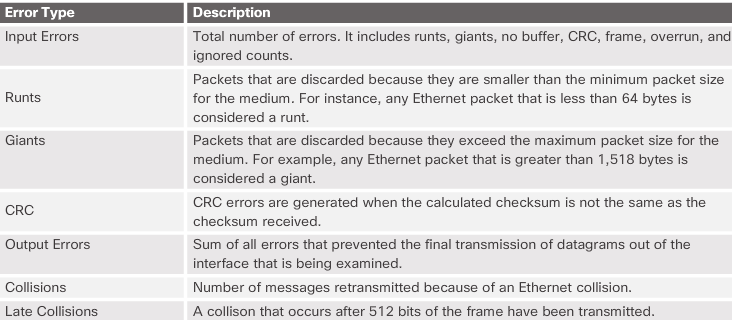 Error Type Description
Input Errors Total number of errors. It includes runts, giants, no buffer, CRC, frame, overrun, and
ignored counts.
Packets that are discarded because they are smaller than the minimum packet size
Runts for the medium. For instance, any Ethernet packet that is less than 64 bytes is
considered a runt.
Giants Packets that are discarded because they exceed the maximum packet size for the
medium. For example, any Ethernet packet that is greater than 1,518 bytes is
considered a giant.
CRC CRC errors are generated when the calculated checksum is not the same as the
checksum received.
Output Errors Sum of all errors that prevented the final transmission of datagrams out of the
interface that is being examined.
Collisions Number of messages retransmitted because of an Ethernet collision.
Late Collisions A collison that occurs after 512 bits of the frame have been transmitted.